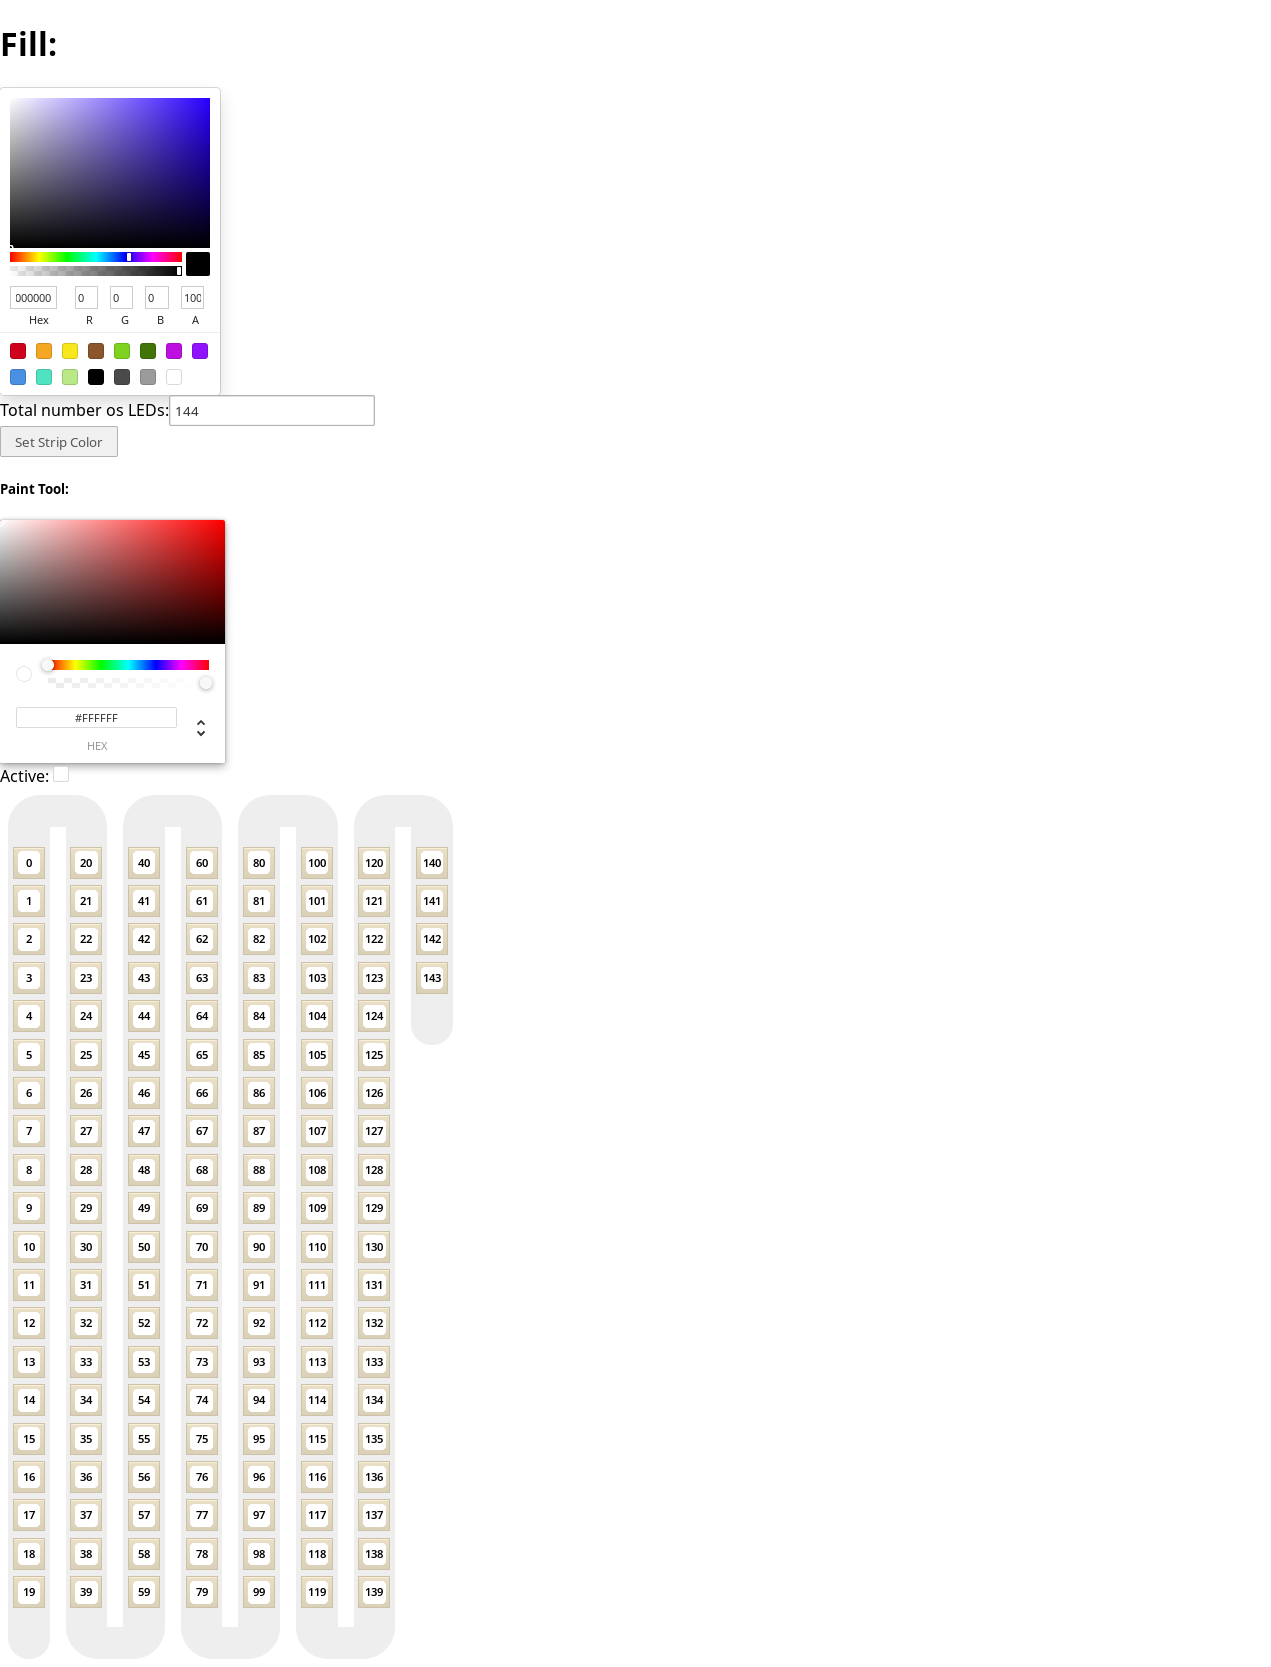 Fill:
000000 0 0 0 100
Hex R G B A
Total number os LEDs: 144
Set Strip Color
Paint Tool:
#FFFFFF
HEX
Active:
0 20 40 60 80 100 120 140
1 21 41 61 81 101 121 141
2 22 42 62 82 102 122 142
3 23 43 63 83 103 123 143
4 24 44 64 84 104 124
5 25 45 65 85 105 125
6 26 46 66 86 106 126
7 27 47 67 87 107 127
8 28 48 68 88 108 128
9 29 49 69 89 109 129
10 30 50 70 90 110 130
11 31 51 71 91 111 131
12 32 52 72 92 112 132
13 33 53 73 93 113 133
14 34 54 74 94 114 134
15 35 55 75 95 115 135
16 36 56 76 96 116 136
17 37 57 77 97 117 137
18 38 58 78 98 118 138
19 39 59 79 99 119 139